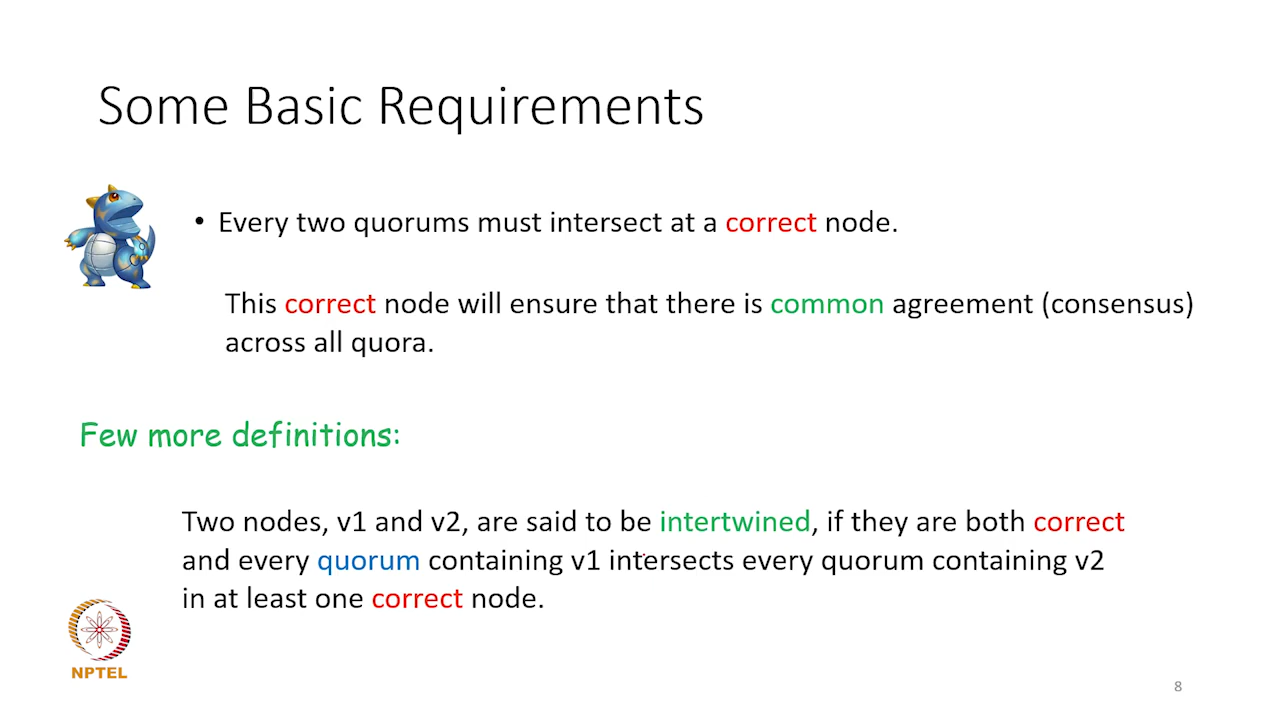 Some Basic Requirements
• Every two quorums must intersect at a correct node.
This correct node will ensure that there is common agreement (consensus)
across all quora.
Few more definitions:
Two nodes, v1 and v2, are said to be intertwined, if they are both correct
and every quorum containing v1 intersects every quorum containing v2
in at least one correct node.
NPTEL
8